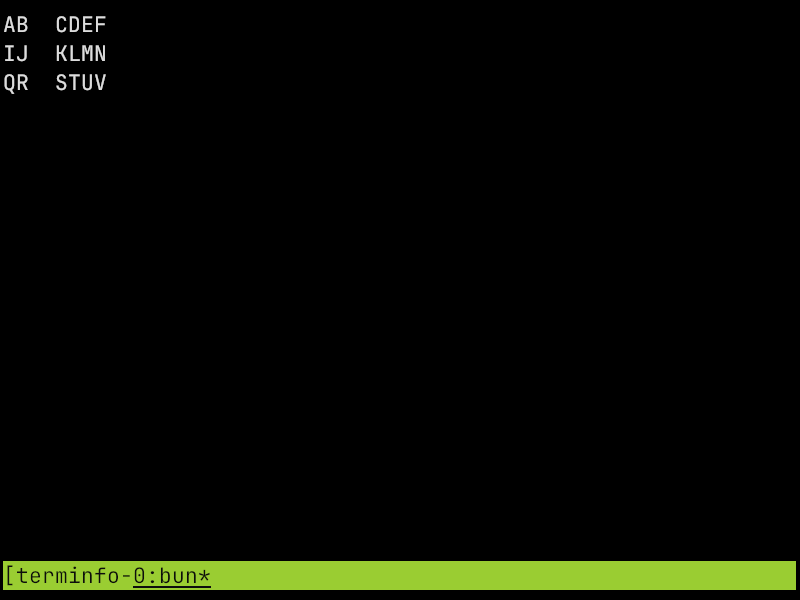 AB  CDEF
IJ  KLMN
QR  STUV
[terminfo-0:bun*